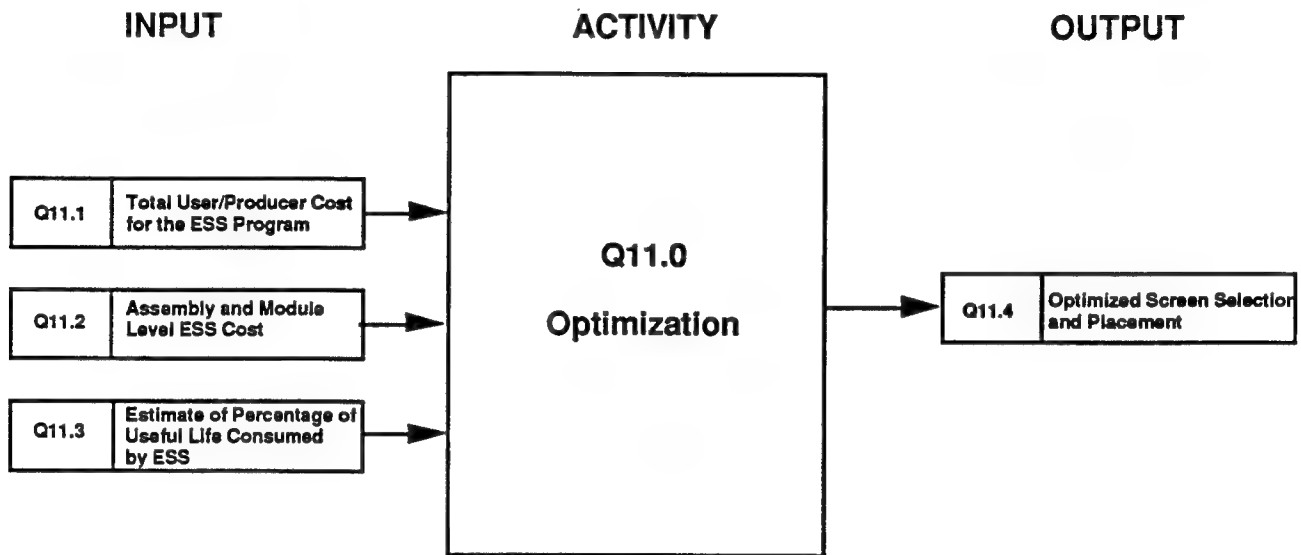 INPUT
ACTIVITY
OUTPUT
Q11.1
Total User/Producer Cost
for the ESS Program
Q11.2
Assembly and Module
Level ESS Cost
Q11.3
Estimate of Percentage of
Useful Life Consumed
by ESS
Q11.0
Optimization
Q11.4
Optimized Screen Selection
and Placement